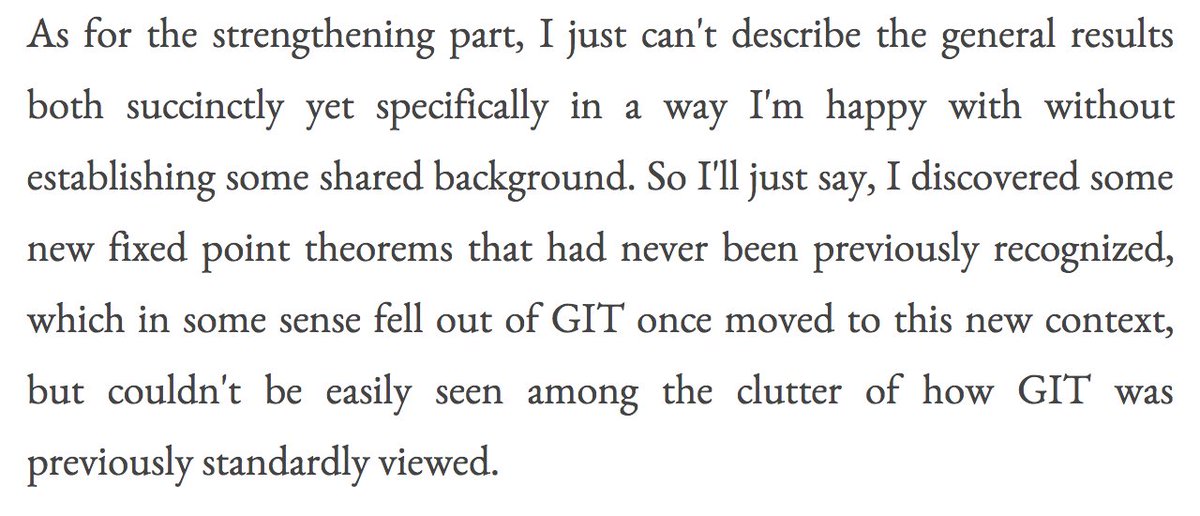 As for the strengthening part, I just can't describe the general results
both succinctly yet specifically in a way I'm happy with without
establishing some shared background. So I'll just say, I discovered some
new fixed point theorems that had never been previously recognized,
which in some sense fell out of GIT once moved to this new context,
but couldn't be easily seen among the clutter of how GIT was
previously standardly viewed.